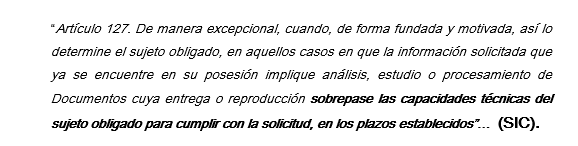 “Artículo 127. De manera excepcional, cuando, de forma fundada y motivada, así lo
determine el sujeto obligado, en aquellos casos en que la información solicitada que
ya se encuentre en su posesión implique análisis, estudio o procesamiento de
Documentos cuya entrega o reproducción sobrepase las capacidades técnicas del
sujeto obligado para cumplir con la solicitud, en los plazos establecidos”... (SIC).